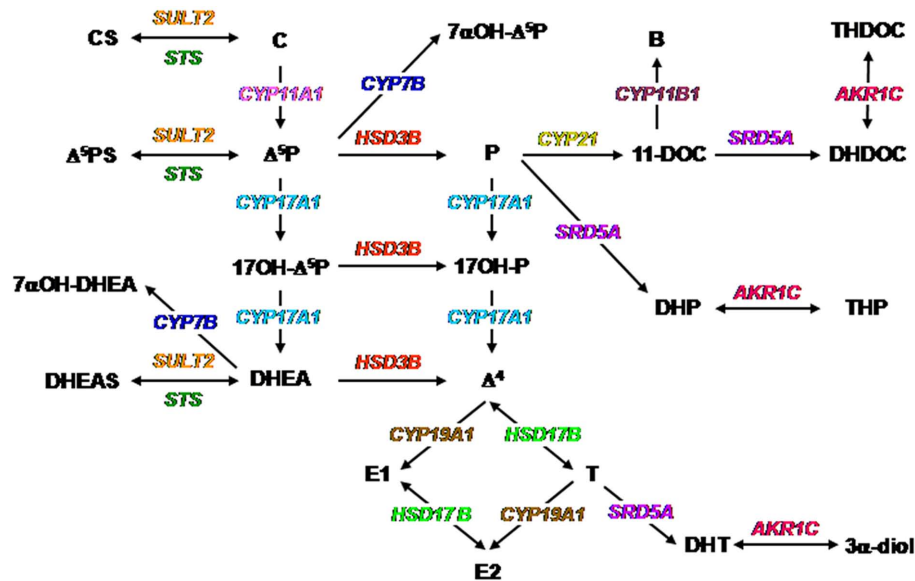 SULT2
CS C 7αOH-Δ⁵P B THDOC
STS
CYP11A1 CYP7B CYP11B1 AKR1C
SULT2 HSD3B CYP21 SRD5A
Δ⁵PS Δ⁵P P 11-DOC DHDOC
STS
CYP17A1 CYP17A1
SRD5A
HSD3B
17OH-Δ⁵P 17OH-P
7αOH-DHEA
AKR1C
DHP THP
CYP7B CYP17A1 CYP17A1
SULT2 HSD3B
DHEAS DHEA Δ⁴
STS
CYP19A1 HSD17B
E1 T
HSD17B CYP19A1 SRD5A
AKR1C
DHT 3α-diol
E2